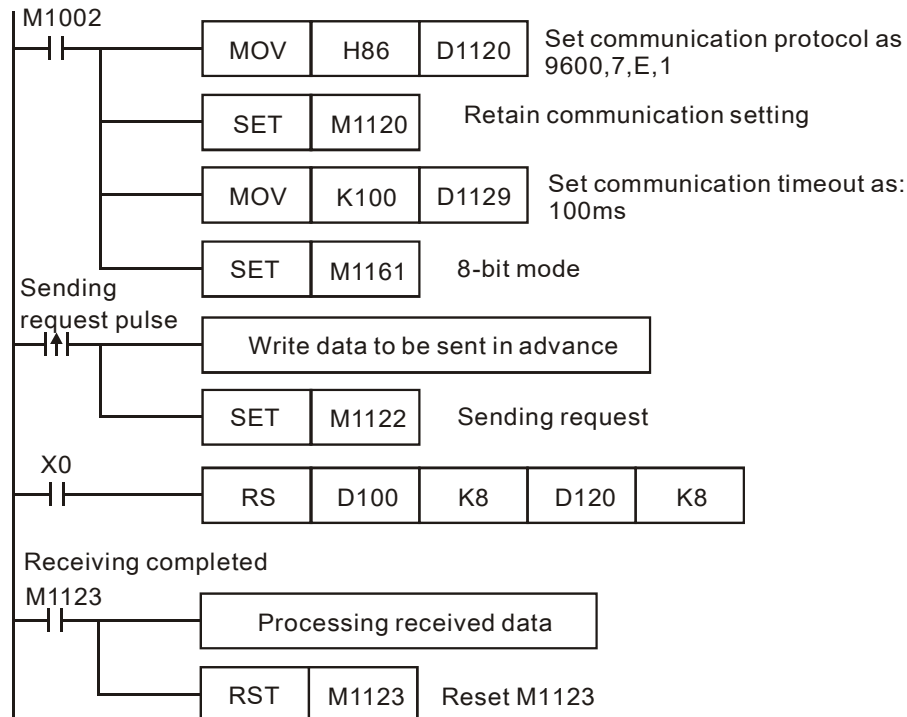 M1002
MOV H86 D1120 Set communication protocol as
9600,7,E,1
SET M1120 Retain communication setting
MOV K100 D1129 Set communication timeout as:
100ms
SET M1161 8-bit mode
Sending
request pulse
Write data to be sent in advance
SET M1122 Sending request
X0
RS D100 K8 D120 K8
Receiving completed
M1123
Processing received data
RST M1123 Reset M1123